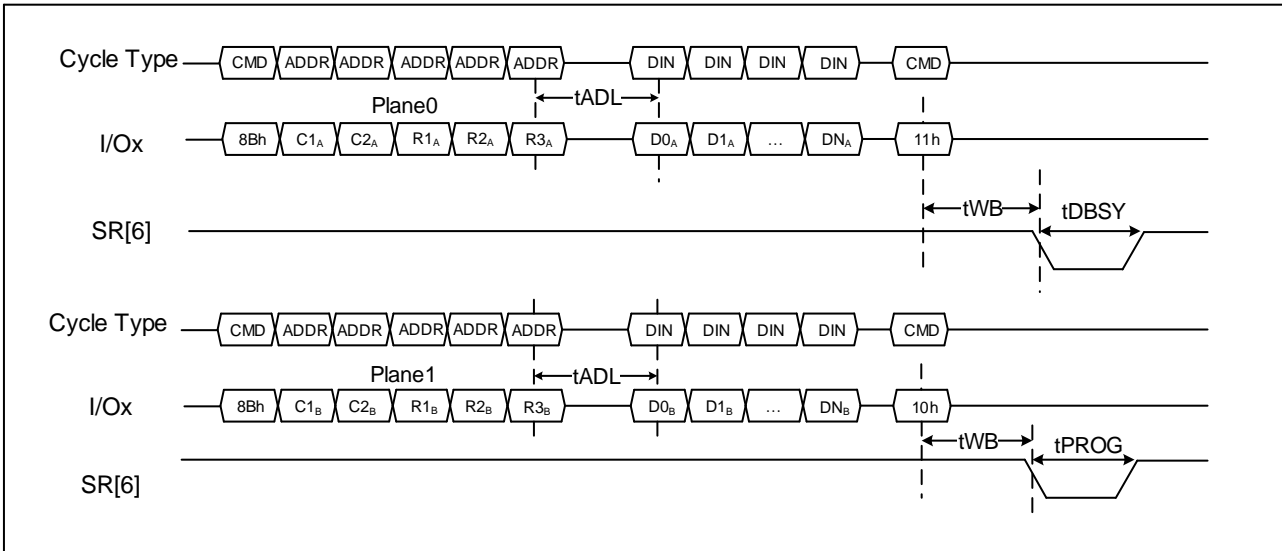 Cycle Type CMD ADDR ADDR ADDR ADDR ADDR DIN DIN DIN DIN CMD
tADL
Plane0
I/Ox 8Bh C1A C2A R1A R2A R3A D0A D1A ... DNA 11h
tWB tDBSY
SR[6]
Cycle Type CMD ADDR ADDR ADDR ADDR ADDR DIN DIN DIN DIN CMD
Plane1 tADL
I/Ox 8Bh C1B C2B R1B R2B R3B D0B D1B ... DNB 10h
tWB tPROG
SR[6]